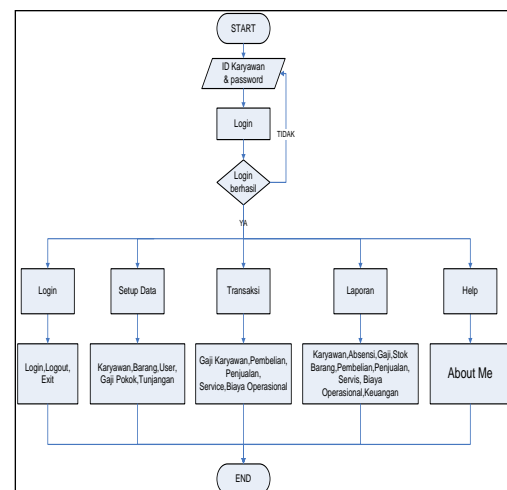 START
ID Karyawan
& password
Login
TIDAK
Login
berhasil
YA
Login
Setup Data
Transaksi
Laporan
Help
Login,Logout,
Exit
Karyawan,Barang,User,
Gaji Pokok,Tunjangan
Gaji Karyawan,Pembelian,
Penjualan,
Service,Biaya Operasional
Karyawan,Absensi,Gaji,Stok
Barang,Pembelian,Penjualan,
Servis, Biaya
Operasional,Keuangan
About Me
END